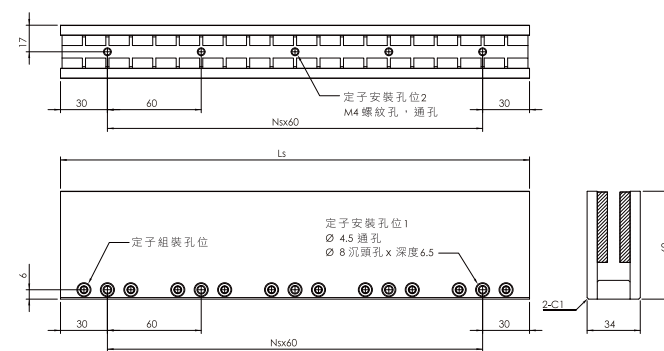 17
30
60
定子安裝孔位2
M4 螺紋孔，通孔
30
Nsx60
Ls
定子組裝孔位
定子安裝孔位1
Ø 4.5 通孔
Ø 8 沉頭孔 x 深度6.5
6
30
60
30
Nsx60
2-C1
34